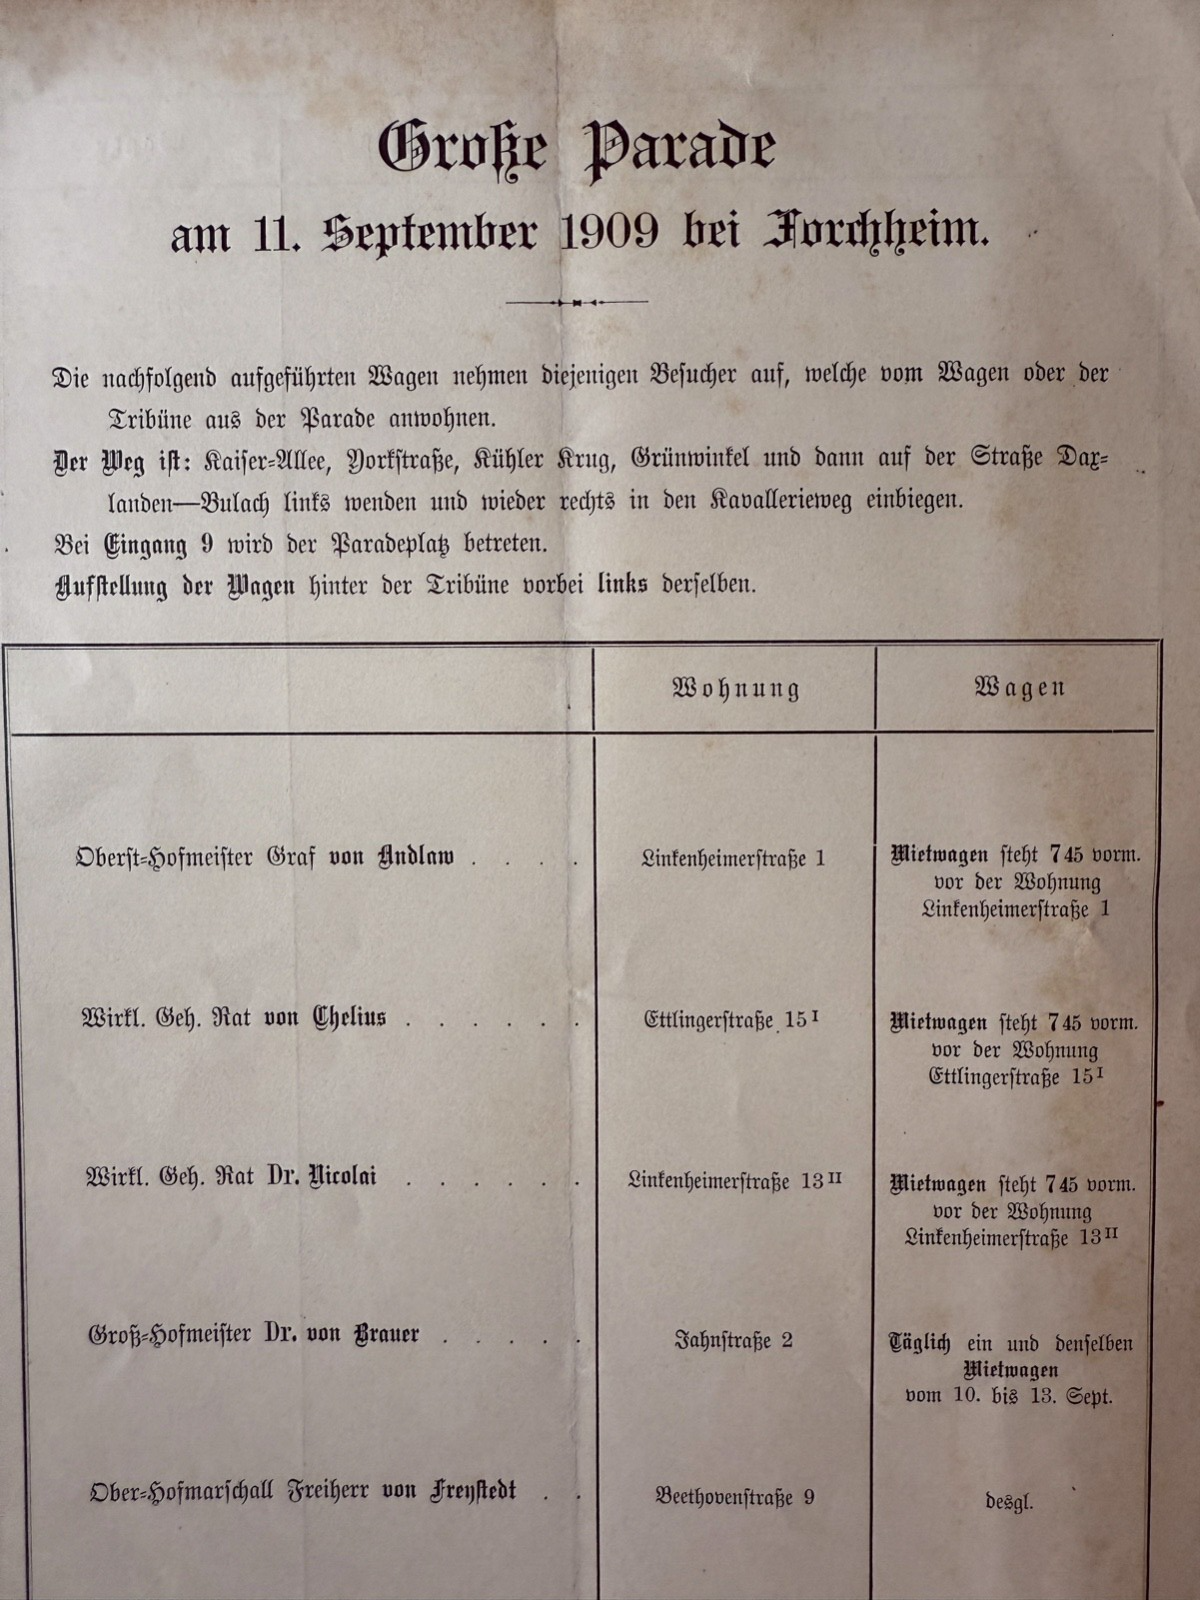 Große Parade
am 11. September 1909 bei Forchheim.
Die nachfolgend aufgeführten Wagen nehmen diejenigen Besucher auf, welche vom Wagen oder der
Tribüne aus der Parade anwohnen.
Der Weg ist: Kaiser-Allee, Yorkstraße, Kühler Krug, Grünwinkel und dann auf der Straße Dax-
landen—Bulach links wenden und wieder rechts in den Kavallerieweg einbiegen.
Bei Eingang 9 wird der Paradeplatz betreten.
Aufstellung der Wagen hinter der Tribüne vorbei links derselben.
Wohnung
Wagen
Oberst-Hofmeister Graf von Andlaw . . . .
Linkenheimerstraße 1
Mietwagen steht 7 45 vorm.
vor der Wohnung
Linkenheimerstraße 1
Wirkl. Geh. Rat von Chelius . . . . . .
Ettlingerstraße 15 I
Mietwagen steht 7 45 vorm.
vor der Wohnung
Ettlingerstraße 15 I
Wirkl. Geh. Rat Dr. Nicolai . . . . . .
Linkenheimerstraße 13 II
Mietwagen steht 7 45 vorm.
vor der Wohnung
Linkenheimerstraße 13 II
Groß-Hofmeister Dr. von Brauer . . . . .
Jahnstraße 2
Täglich ein und denselben
Mietwagen
vom 10. bis 13. Sept.
Ober-Hofmarschall Freiherr von Freystedt . .
Beethovenstraße 9
desgl.